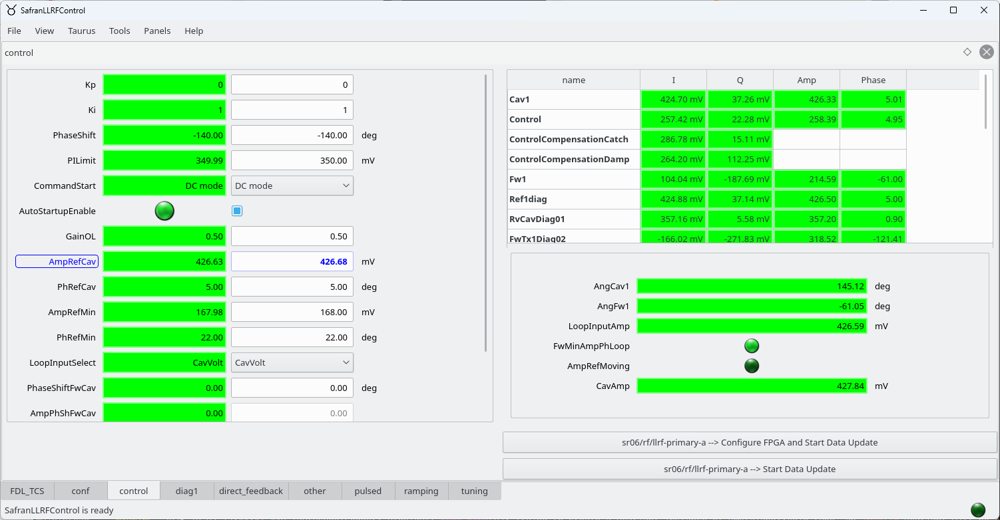 SafranLLRFControl
File View Taurus Tools Panels Help
control
Kp 0 0
Ki 1 1
PhaseShift -140.00 -140.00 deg
PILimit 349.99 350.00 mV
CommandStart DC mode DC mode
AutoStartupEnable
GainOL 0.50 0.50
AmpRefCav 426.63 426.68 mV
PhRefCav 5.00 5.00 deg
AmpRefMin 167.98 168.00 mV
PhRefMin 22.00 22.00 deg
LoopInputSelect CavVolt CavVolt
PhaseShiftFwCav 0.00 0.00 deg
AmpPhShFwCav 0.00 0.00
name I Q Amp Phase
Cav1 424.70 mV 37.26 mV 426.33 5.01
Control 257.42 mV 22.28 mV 258.39 4.95
ControlCompensationCatch 286.78 mV 15.11 mV
ControlCompensationDamp 264.20 mV 112.25 mV
Fw1 104.04 mV -187.69 mV 214.59 -61.00
Ref1diag 424.88 mV 37.14 mV 426.50 5.00
RvCavDiag01 357.16 mV 5.58 mV 357.20 0.90
FwTx1Diag02 -166.02 mV -271.83 mV 318.52 -121.41
AngCav1 145.12 deg
AngFw1 -61.05 deg
LoopInputAmp 426.59 mV
FwMinAmpPhLoop
AmpRefMoving
CavAmp 427.84 mV
sr06/rf/llrf-primary-a --> Configure FPGA and Start Data Update
sr06/rf/llrf-primary-a --> Start Data Update
FDL_TCS conf control diag1 direct_feedback other pulsed ramping tuning
SafranLLRFControl is ready